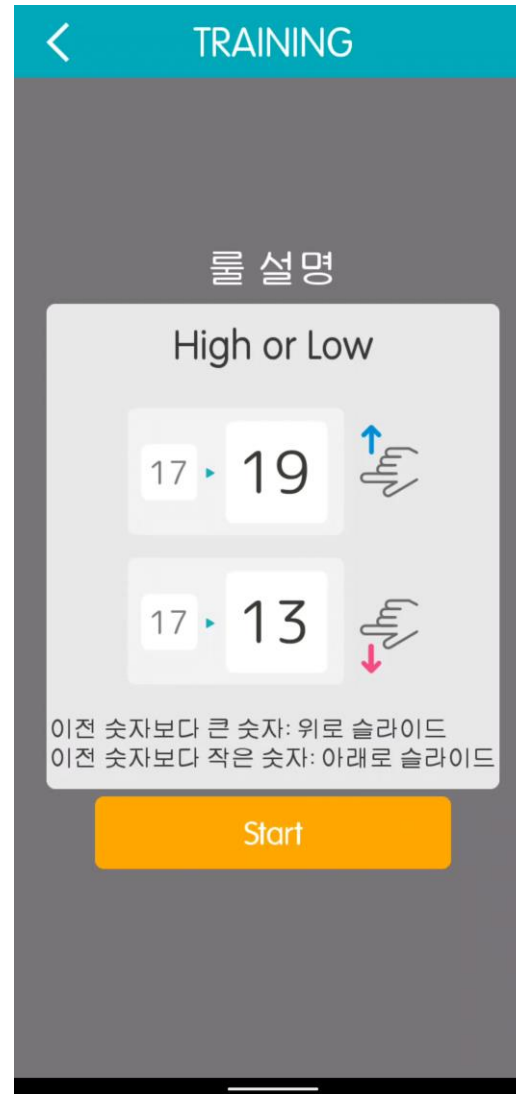 TRAINING
룰 설명
High or Low
17 19
17 13
이전 숫자보다 큰 숫자: 위로 슬라이드
이전 숫자보다 작은 숫자: 아래로 슬라이드
Start